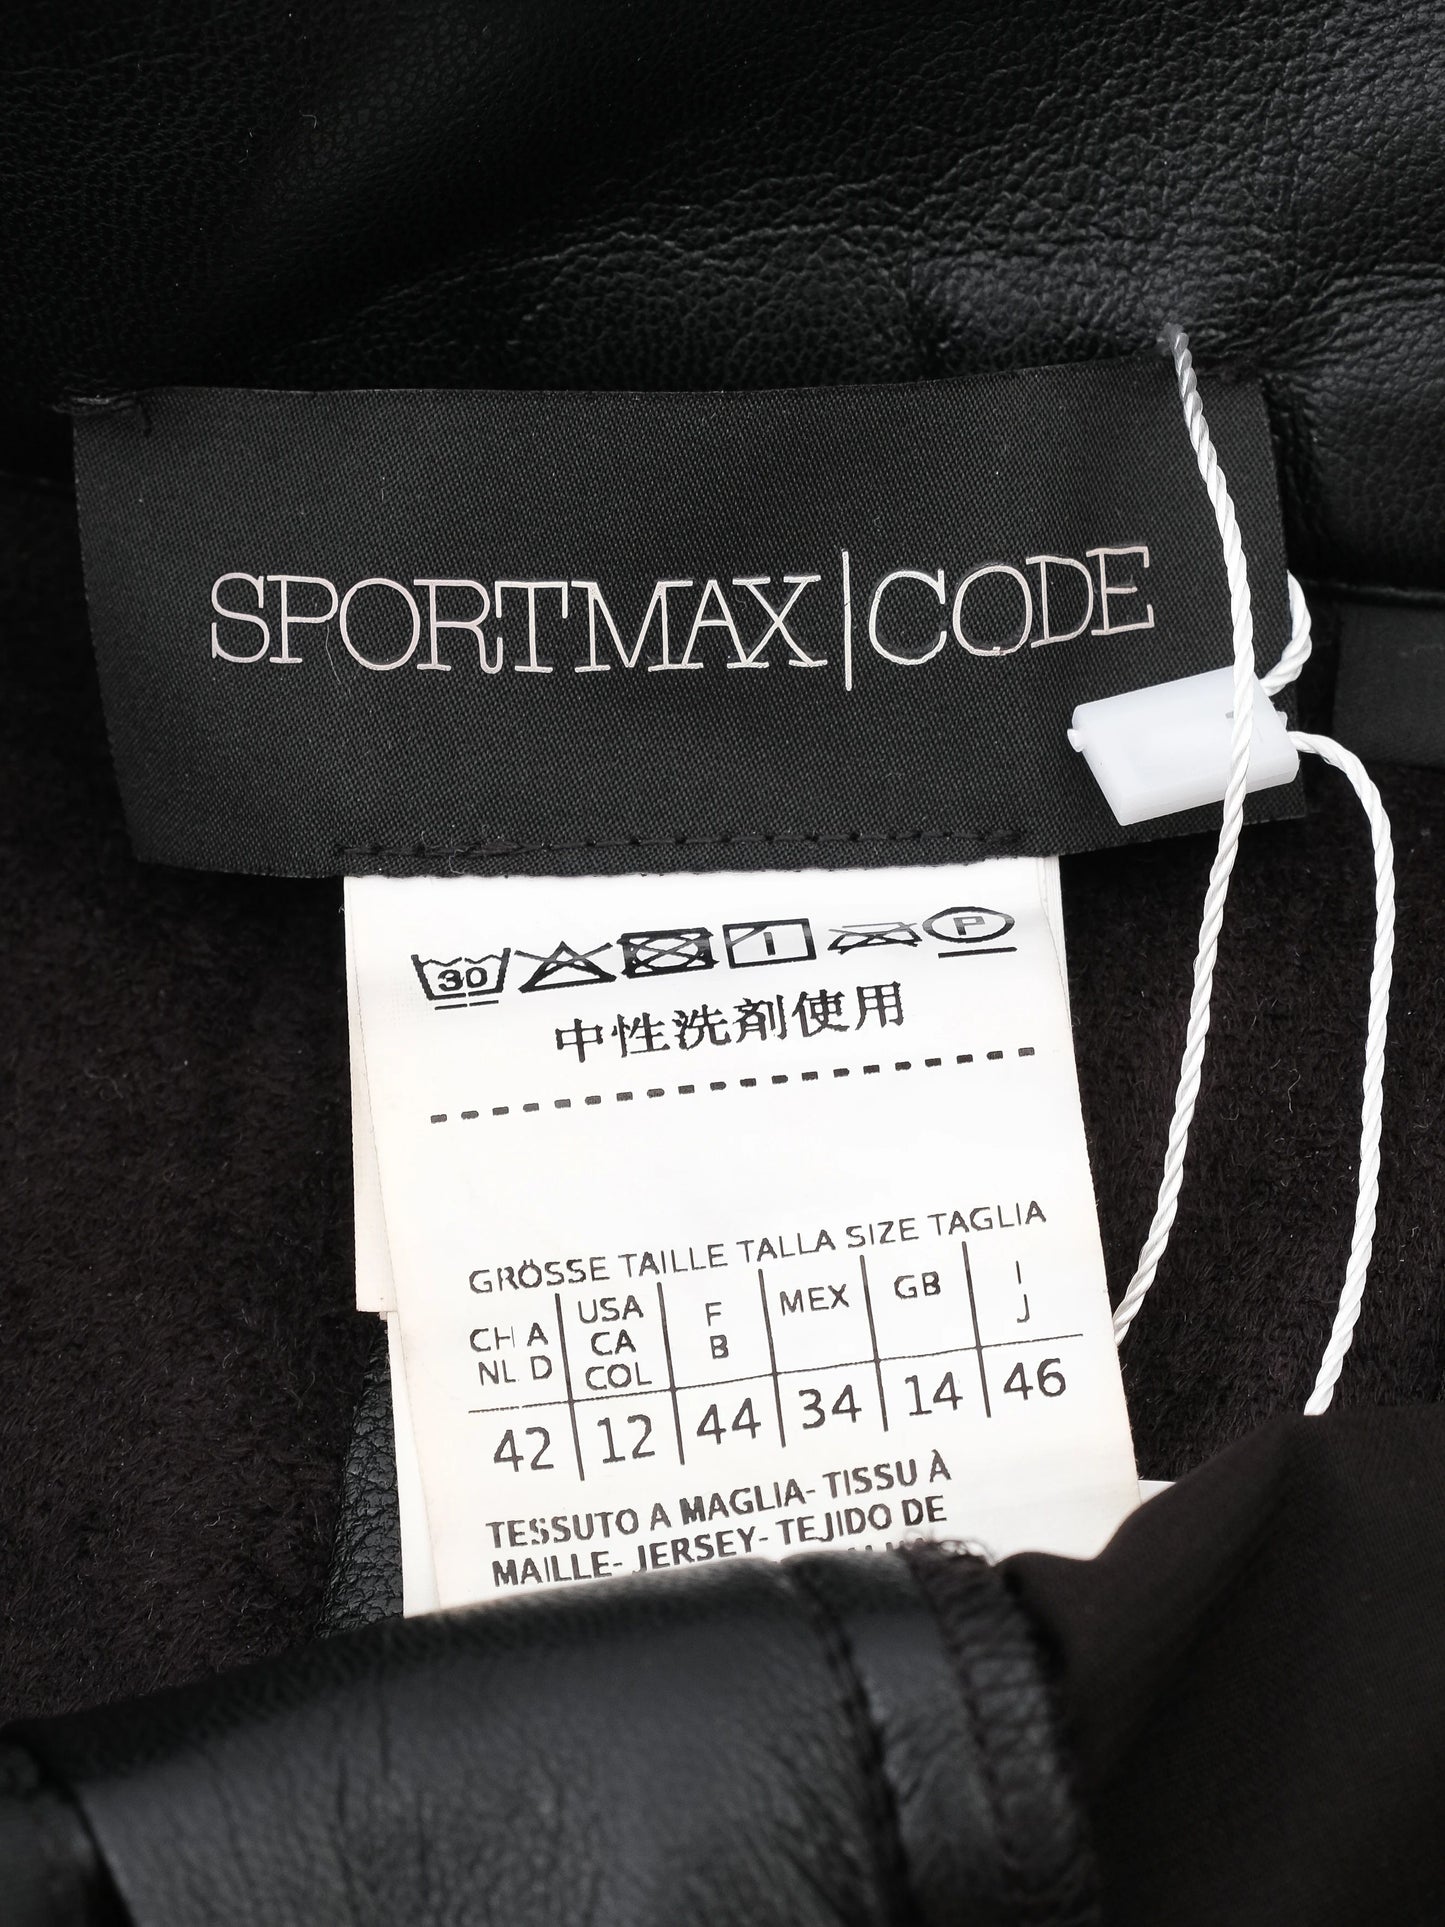 SPORTMAX|CODE
30 P
中性洗剤使用
GRÖSSE TAILLE TALLA SIZE TAGLIA
CH A USA F MEX GB I
NL D CA B J
COL
42 12 44 34 14 46
TESSUTO A MAGLIA- TISSU À
MAILLE- JERSEY- TEJIDO DE